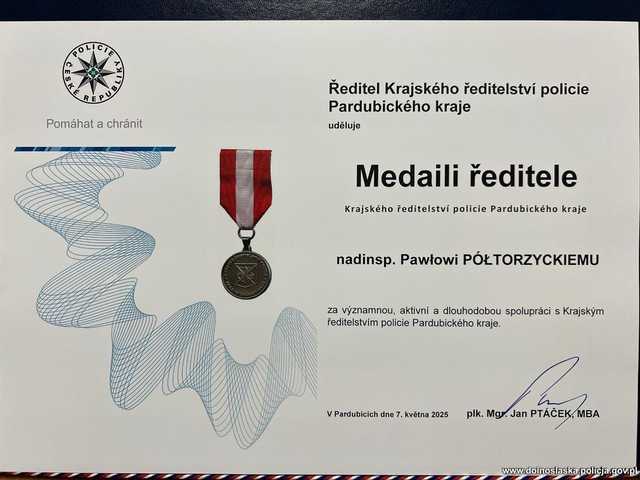 POLICIE
ČESKÉ REPUBLIKY
Pomáhat a chránit
Ředitel Krajského ředitelství policie
Pardubického kraje
uděluje
Medaili ředitele
Krajského ředitelství policie Pardubického kraje
nadinsp. Pawłowi PÓŁTORZYCKIEMU
za významnou, aktivní a dlouhodobou spolupráci s Krajským
ředitelstvím policie Pardubického kraje.
V Pardubicích dne 7. května 2025
plk. Mgr. Jan PTÁČEK, MBA
www.dolnoslaska.policja.gov.pl